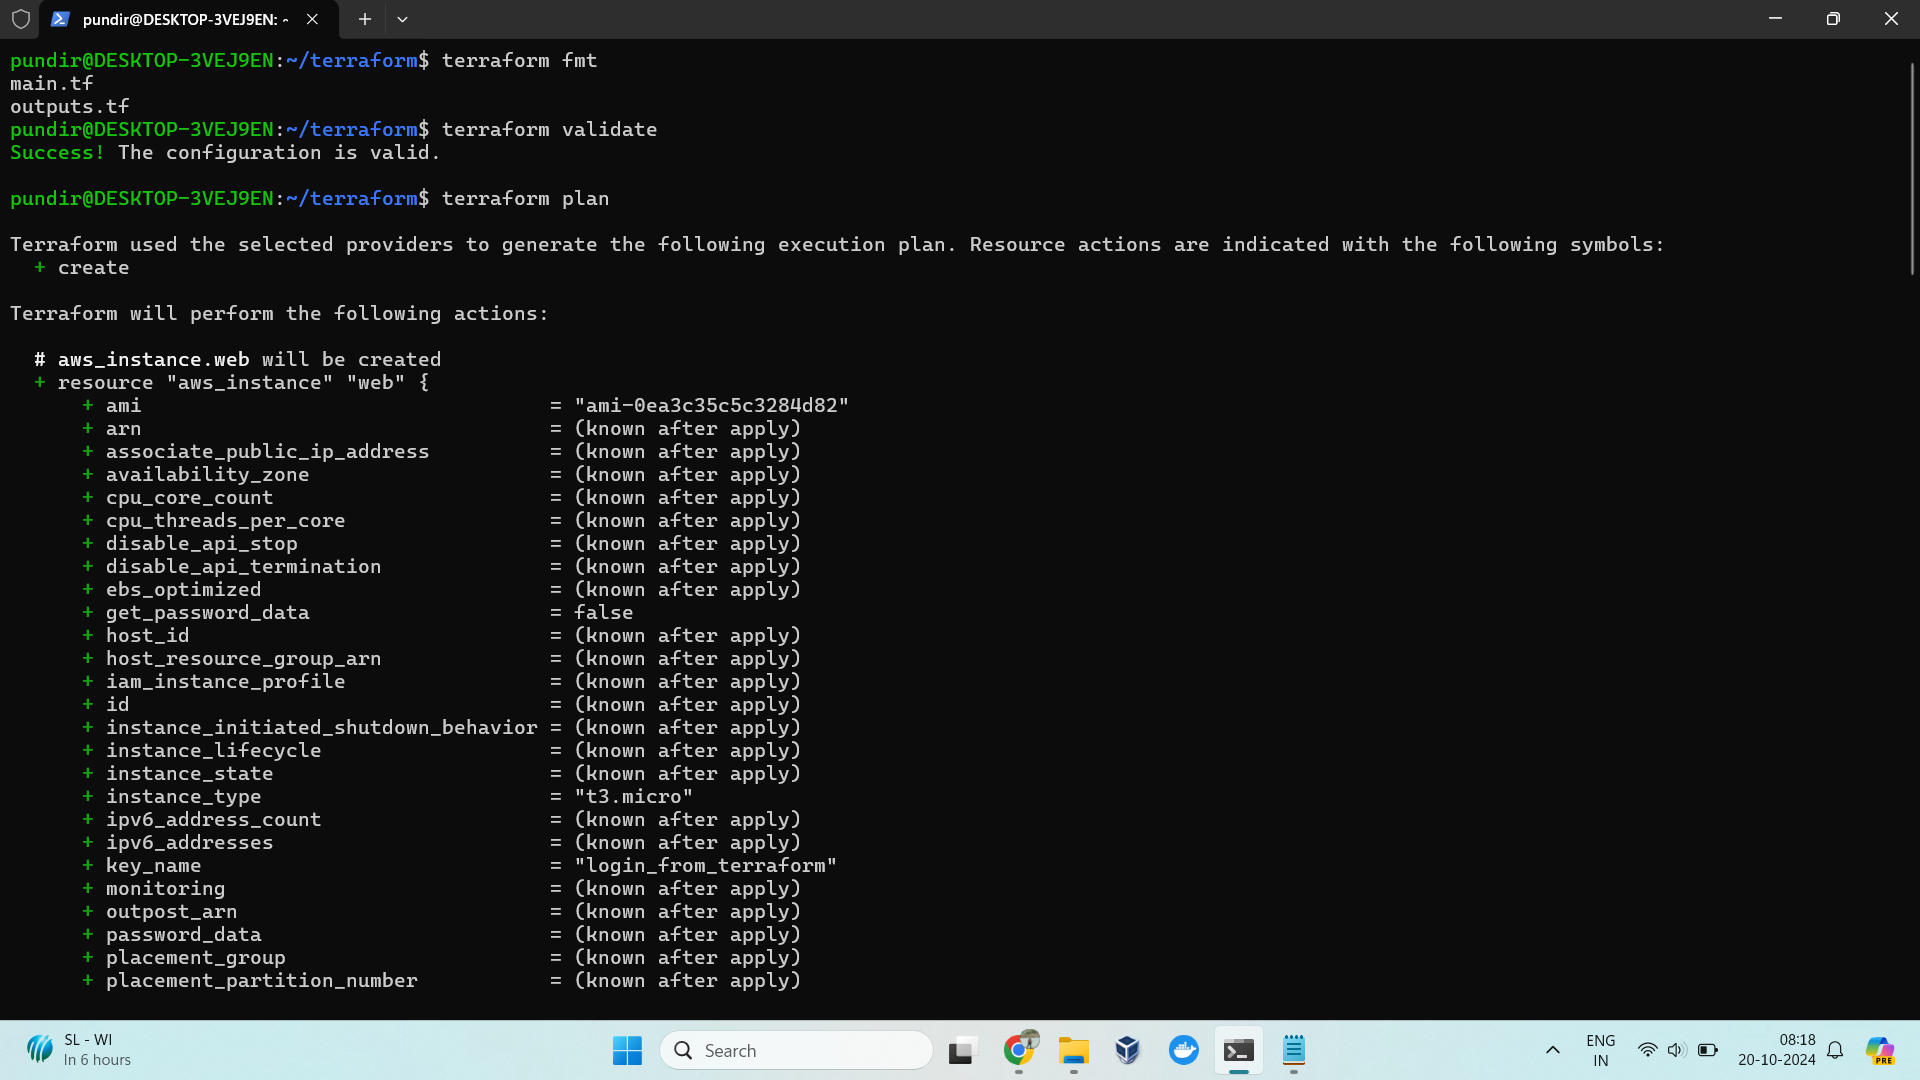 pundir@DESKTOP-3VEJ9EN: ~
pundir@DESKTOP-3VEJ9EN:~/terraform$ terraform fmt
main.tf
outputs.tf
pundir@DESKTOP-3VEJ9EN:~/terraform$ terraform validate
Success! The configuration is valid.
pundir@DESKTOP-3VEJ9EN:~/terraform$ terraform plan
Terraform used the selected providers to generate the following execution plan. Resource actions are indicated with the following symbols:
+ create
Terraform will perform the following actions:
# aws_instance.web will be created
+ resource "aws_instance" "web" {
+ ami = "ami-0ea3c35c5c3284d82"
+ arn = (known after apply)
+ associate_public_ip_address = (known after apply)
+ availability_zone = (known after apply)
+ cpu_core_count = (known after apply)
+ cpu_threads_per_core = (known after apply)
+ disable_api_stop = (known after apply)
+ disable_api_termination = (known after apply)
+ ebs_optimized = (known after apply)
+ get_password_data = false
+ host_id = (known after apply)
+ host_resource_group_arn = (known after apply)
+ iam_instance_profile = (known after apply)
+ id = (known after apply)
+ instance_initiated_shutdown_behavior = (known after apply)
+ instance_lifecycle = (known after apply)
+ instance_state = (known after apply)
+ instance_type = "t3.micro"
+ ipv6_address_count = (known after apply)
+ ipv6_addresses = (known after apply)
+ key_name = "login_from_terraform"
+ monitoring = (known after apply)
+ outpost_arn = (known after apply)
+ password_data = (known after apply)
+ placement_group = (known after apply)
+ placement_partition_number = (known after apply)
SL - WI
In 6 hours
Search
ENG
IN
08:18
20-10-2024
PRE